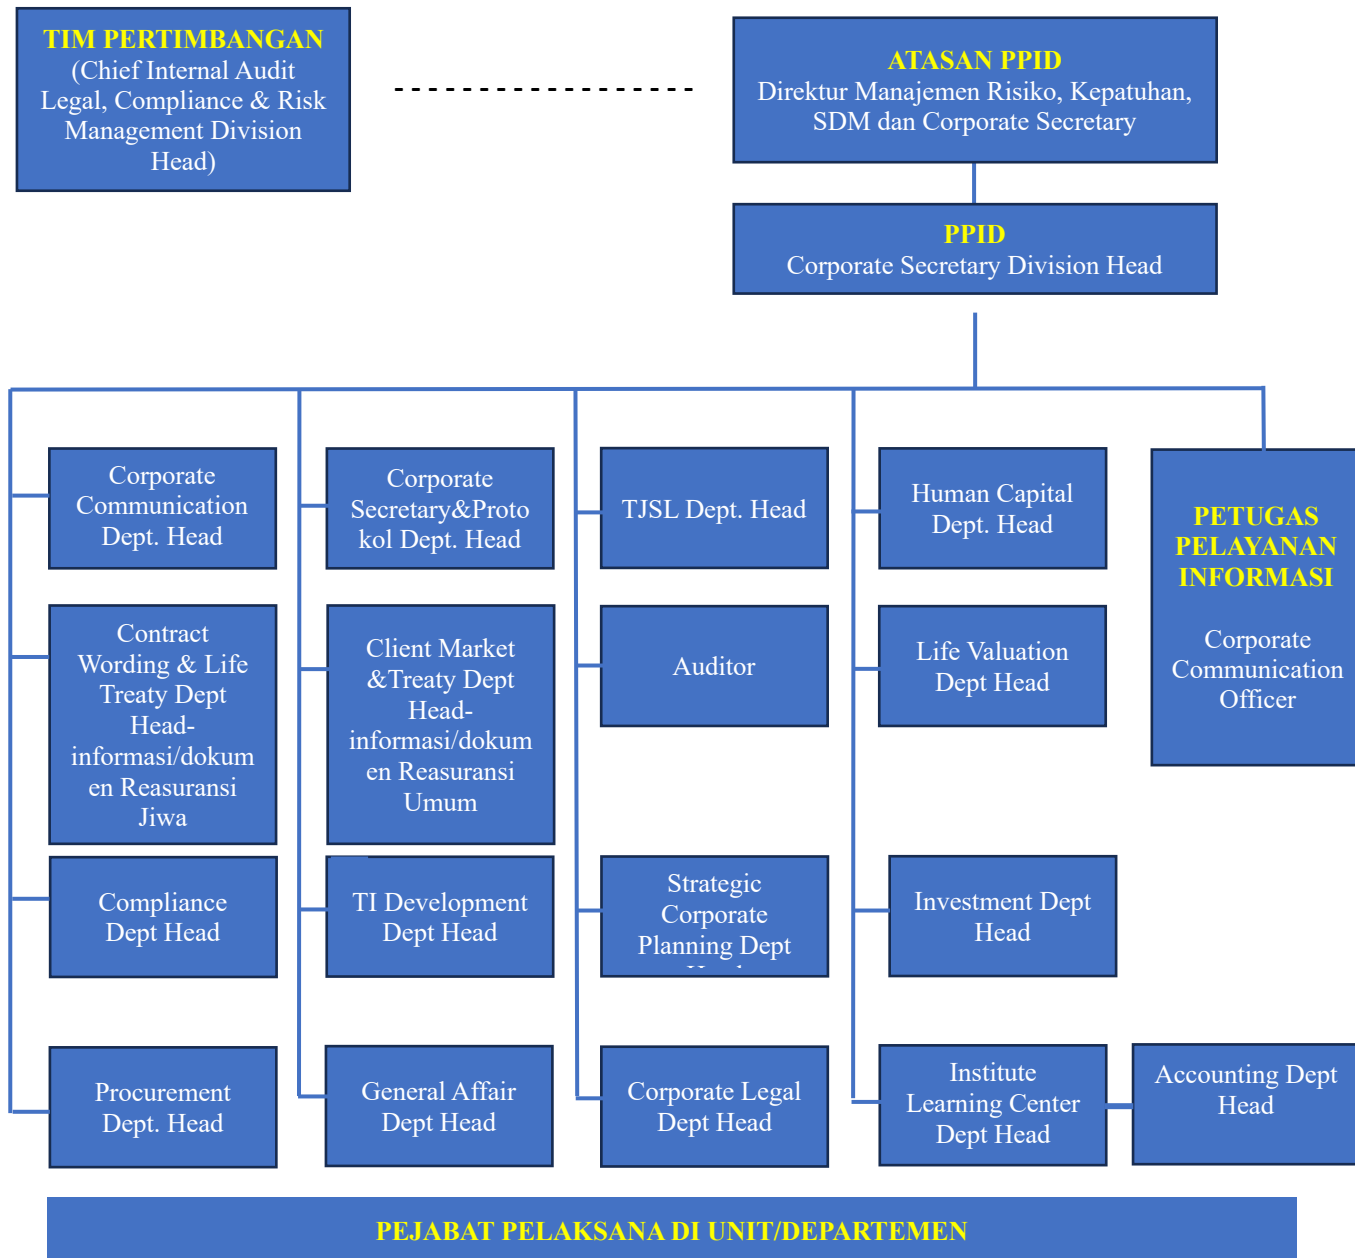 TIM PERTIMBANGAN
(Chief Internal Audit
Legal, Compliance & Risk
Management Division
Head)
ATASAN PPID
Direktur Manajemen Risiko, Kepatuhan,
SDM dan Corporate Secretary
PPID
Corporate Secretary Division Head
Corporate
Communication
Dept. Head
Corporate
Secretary&Proto
kol Dept. Head
TJSL Dept. Head
Human Capital
Dept. Head
PETUGAS
PELAYANAN
INFORMASI
Corporate
Communication
Officer
Contract
Wording & Life
Treaty Dept
Head-
informasi/dokum
en Reasuransi
Jiwa
Client Market
&Treaty Dept
Head-
informasi/dokum
en Reasuransi
Umum
Auditor
Life Valuation
Dept Head
Compliance
Dept Head
TI Development
Dept Head
Strategic
Corporate
Planning Dept
Investment Dept
Head
Procurement
Dept. Head
General Affair
Dept Head
Corporate Legal
Dept Head
Institute
Learning Center
Dept Head
Accounting Dept
Head
PEJABAT PELAKSANA DI UNIT/DEPARTEMEN